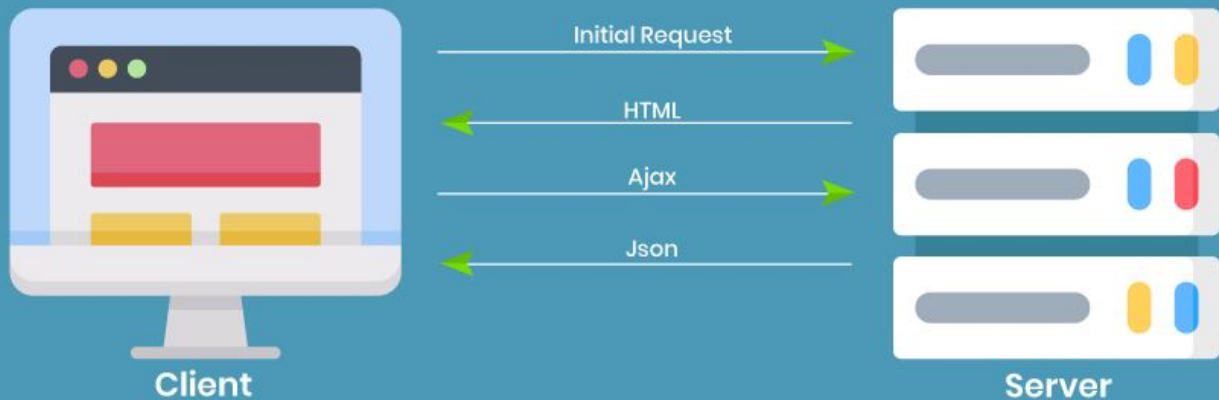 Initial Request
HTML
Ajax
Json
Client
Server